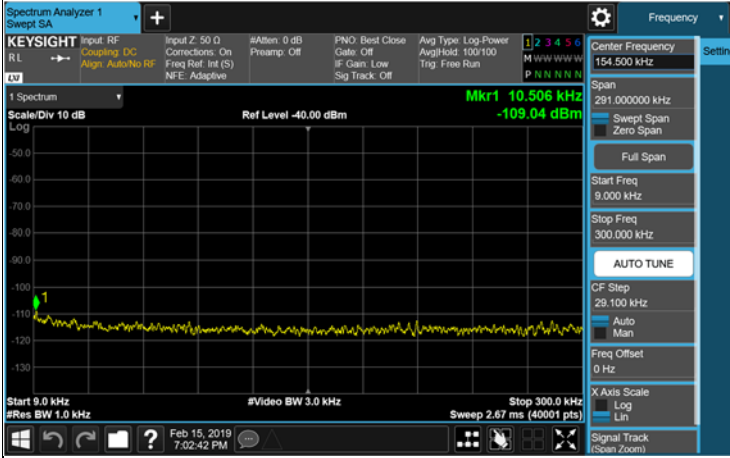 Spectrum Analyzer 1
Swept SA
+
Frequency
KEYSIGHT
RL
LXI
Input: RF
Coupling: DC
Align: Auto/No RF
Input Z: 50 Ω
Corrections: On
Freq Ref: Int (S)
NFE: Adaptive
#Atten: 0 dB
Preamp: Off
PNO: Best Close
Gate: Off
IF Gain: Low
Sig Track: Off
Avg Type: Log-Power
Avg|Hold: 100/100
Trig: Free Run
1 2 3 4 5 6
M W W W W W
P N N N N N
1 Spectrum
Scale/Div 10 dB
Log
Ref Level -40.00 dBm
Mkr1 10.506 kHz
-109.04 dBm
-50.0
-60.0
-70.0
-80.0
-90.0
-100
-110
-120
-130
1
Start 9.0 kHz
#Res BW 1.0 kHz
#Video BW 3.0 kHz
Stop 300.0 kHz
Sweep 2.67 ms (40001 pts)
?
Feb 15, 2019
7:02:42 PM
Center Frequency
154.500 kHz
Span
291.000000 kHz
Swept Span
Zero Span
Full Span
Start Freq
9.000 kHz
Stop Freq
300.000 kHz
AUTO TUNE
CF Step
29.100 kHz
Auto
Man
Freq Offset
0 Hz
X Axis Scale
Log
Lin
Signal Track
(Span Zoom)
Settin